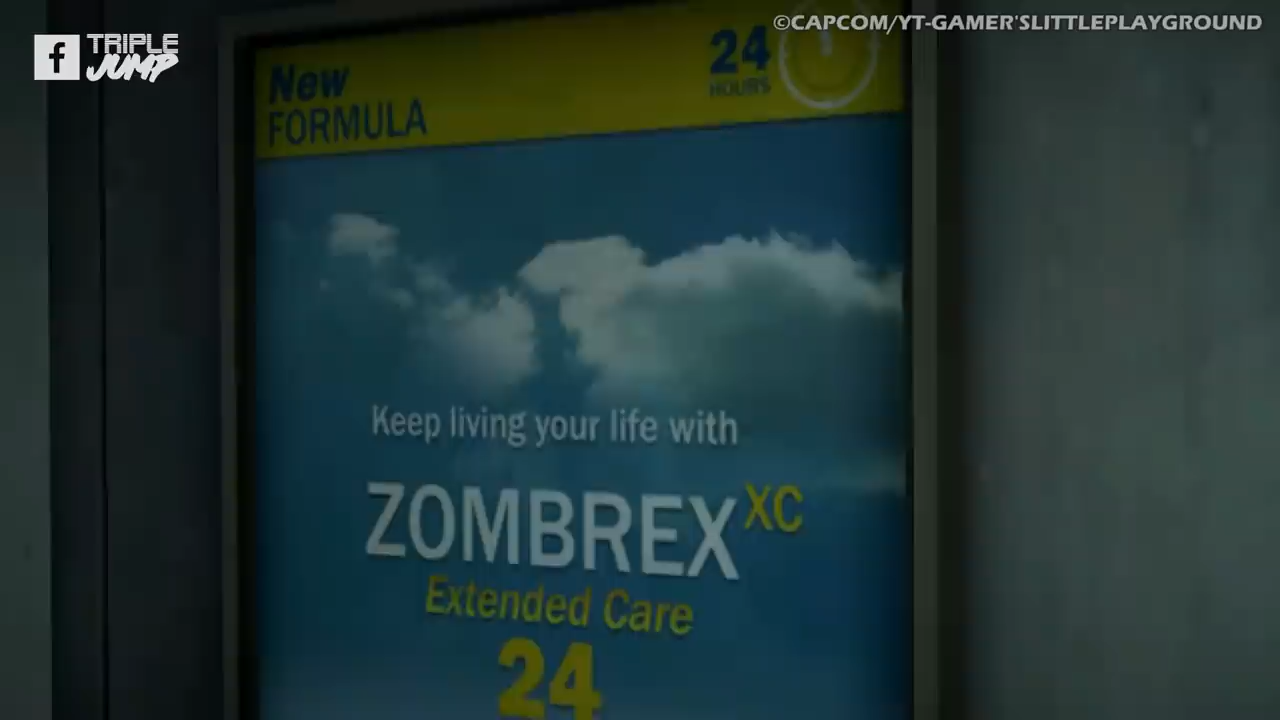 f TRIPLE
JUMP
©CAPCOM/YT-GAMER'SLITTLEPLAYGROUND
New
FORMULA
24
HOURS
Keep living your life with
ZOMBREX XC
Extended Care
24